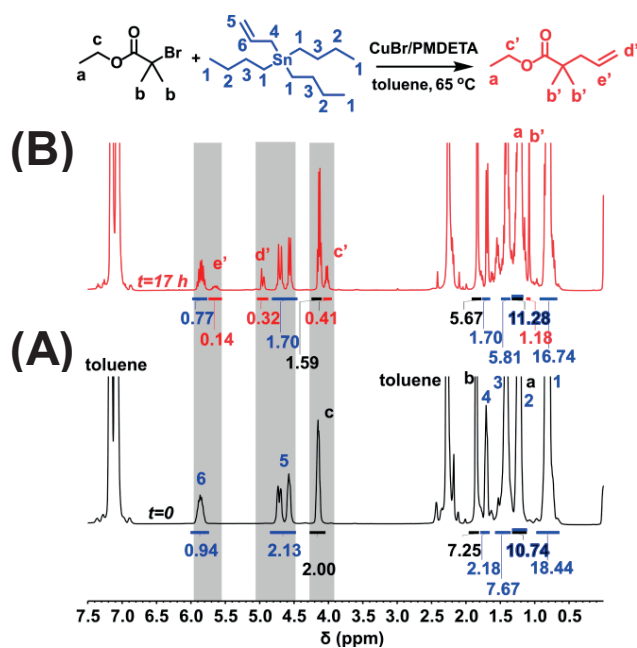 5
c
4
2
6
Br
CuBr/PMDETA
c'
d'
O
O
+
1
3
1
O
O
a
1
3
Sn
3
toluene, 65 °C
a
e'
b
b
2
1
1
2
b'
b'
2
1
(B)
a
b'
e'
d'
c'
t=17 h
0.77
0.32
0.41
5.67
11.28
0.14
1.70
1.70
1.18
1.59
5.81
16.74
(A)
toluene
toluene
b
3
a
1
c
4
2
6
5
t=0
0.94
2.13
2.00
7.25
10.74
2.18
18.44
7.67
7.5
7.0
6.5
6.0
5.5
5.0
4.5
4.0
3.5
3.0
2.5
2.0
1.5
1.0
0.5
0.0
δ (ppm)